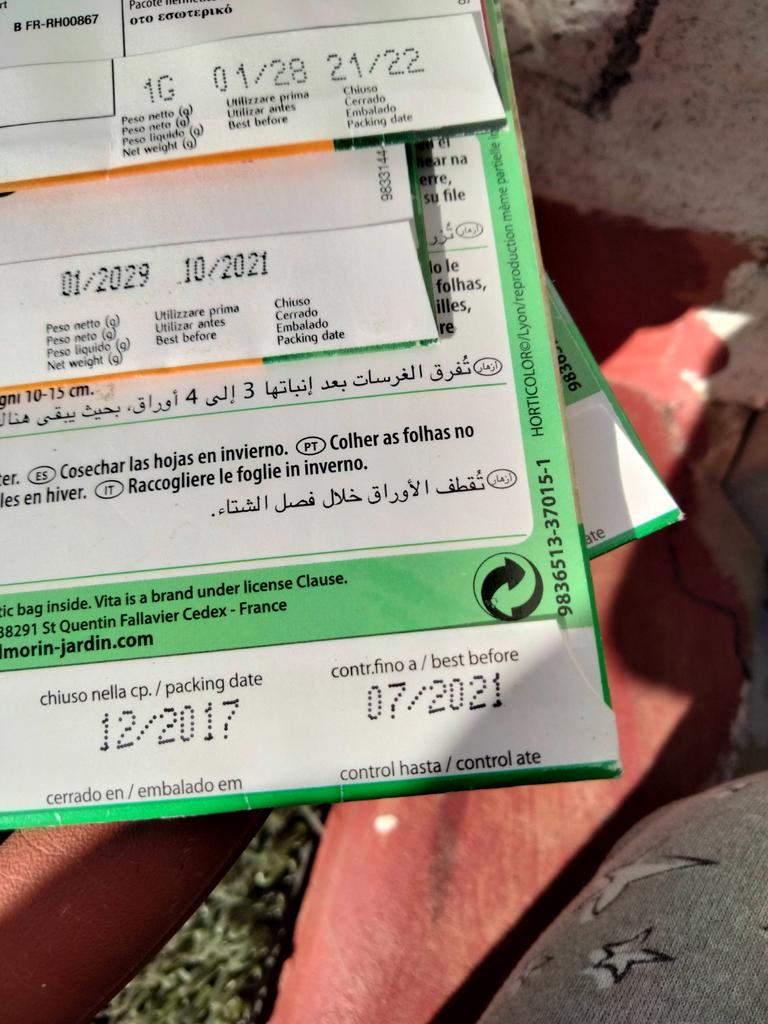 B FR-RH00867
οτο εσωτερικό
1G 01/28 21/22
Peso netto (g)
Peso neto (g)
Peso líquido (g)
Net weight (g)
Utilizzare prima
Utilizar antes
Best before
Chiuso
Cerrado
Embalado
Packing date
9833144-
na
erre,
su file
lo le
folhas,
illes,
re
01/2029 10/2021
Peso netto (g)
Peso neto (g)
Peso líquido (g)
Net weight (g)
Utilizzare prima
Utilizar antes
Best before
Chiuso
Cerrado
Embalado
Packing date
gni 10-15 cm.
تُفرق الغرسات بعد إنباتها 3 إلى 4 أوراق، بحيث يبقى
ES Cosechar las hojas en invierno. PT Colher as folhas no
les en hiver. IT Raccogliere le foglie in inverno.
تُقطف الأوراق خلال فصل الشتاء.
tic bag inside. Vita is a brand under license Clause.
38291 St Quentin Fallavier Cedex - France
lmorin-jardin.com
9836513-37015-1 HORTICOLOR©/Lyon/reproduction même partielle
ate
chiuso nella cp. / packing date
12/2017
cerrado en / embalado em
contr.fino a / best before
07/2021
control hasta / control ate